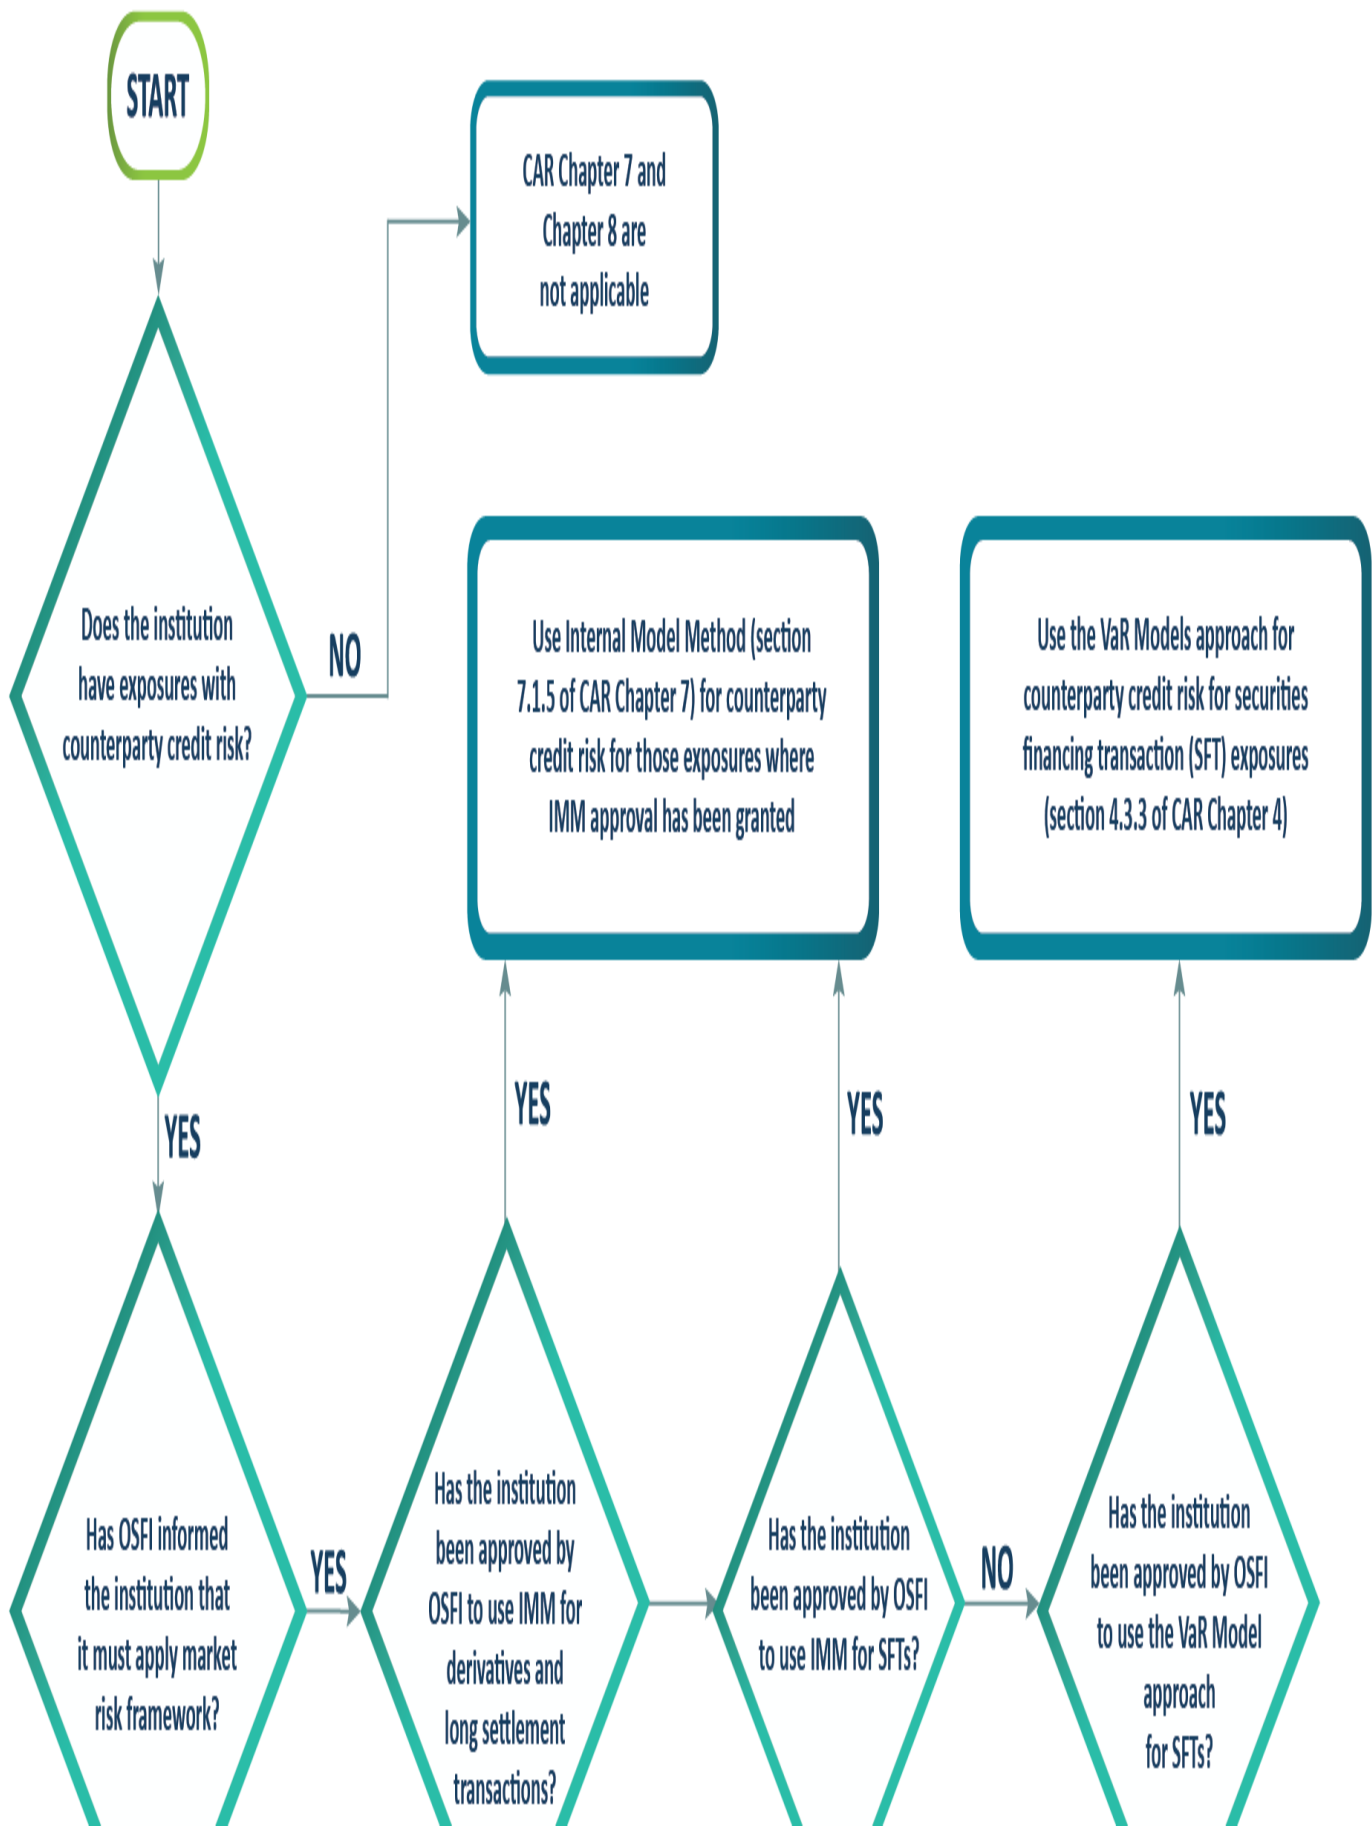 START
CAR Chapter 7 and
Chapter 8 are
not applicable
Does the institution
have exposures with
counterparty credit risk?
NO
Use Internal Model Method (section
7.1.5 of CAR Chapter 7) for counterparty
credit risk for those exposures where
IMM approval has been granted
Use the VaR Models approach for
counterparty credit risk for securities
financing transaction (SFT) exposures
(section 4.3.3 of CAR Chapter 4)
YES
YES
YES
YES
Has OSFI informed
the institution that
it must apply market
risk framework?
YES
Has the institution
been approved by
OSFI to use IMM for
derivatives and
long settlement
transactions?
Has the institution
been approved by OSFI
to use IMM for SFTs?
NO
Has the institution
been approved by OSFI
to use the VaR Model
approach
for SFTs?